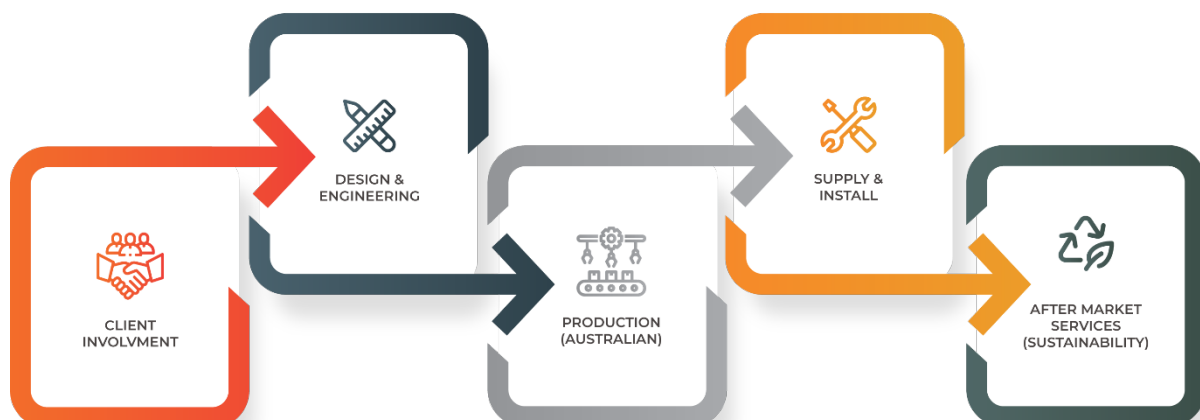 CLIENT
INVOLVMENT
DESIGN &
ENGINEERING
PRODUCTION
(AUSTRALIAN)
SUPPLY &
INSTALL
AFTER MARKET
SERVICES
(SUSTAINABILITY)